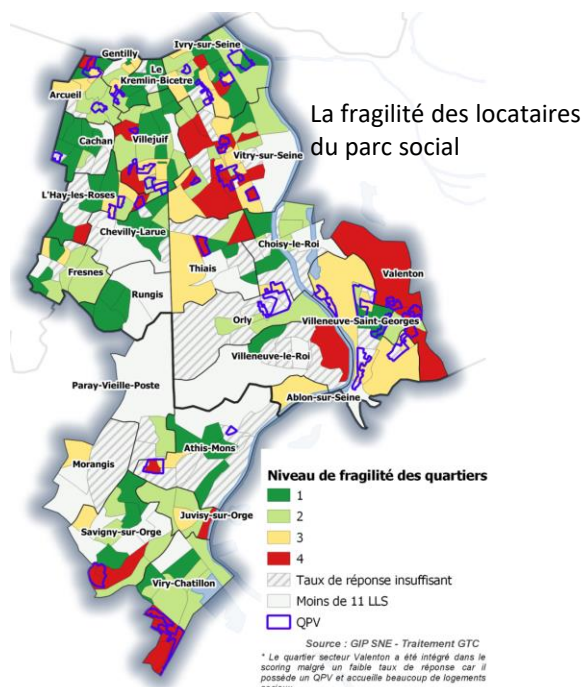 Ivry-sur-Seine
Gentilly
Le
Kremlin-Bicetre
Arcueil
La fragilité des locataires
du parc social
Cachan
Villejuif
Vitry-sur-Seine
L'Hay-les-Roses
Chevilly-Larue
Choisy-le-Roi
Thiais
Valenton
Fresnes
Rungis
Orly
Villeneuve-Saint-Georges
Villeneuve-le-Roi
Paray-Vieille-Poste
Ablon-sur-Seine
Athis-Mons
Morangis
Juvisy-sur-Orge
Savigny-sur-Orge
Viry-Chatillon
Niveau de fragilité des quartiers
1
2
3
4
Taux de réponse insuffisant
Moins de 11 LLS
QPV
Source : GIP SNE - Traitement GTC
* Le quartier secteur Valenton a été intégré dans le
scoring malgré un faible taux de réponse car il
possède un QPV et accueille beaucoup de logements